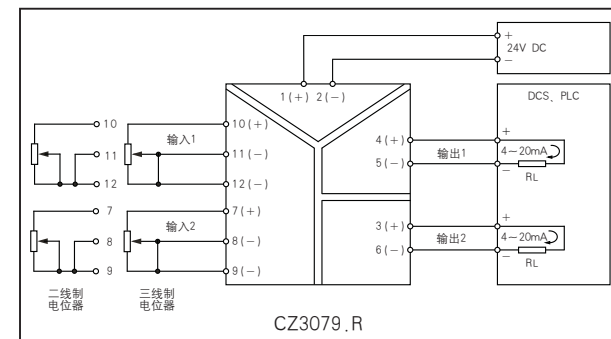 +
24V DC
−
1(+) 2(−)
DCS、PLC
10
10(+)
输入1
11
11(−)
12
12(−)
4(+)
输出1
5(−)
+
4～20mA
−
RL
7
7(+)
输入2
8
8(−)
9
9(−)
3(+)
输出2
6(−)
+
4～20mA
−
RL
二线制
电位器
三线制
电位器
CZ3079.R